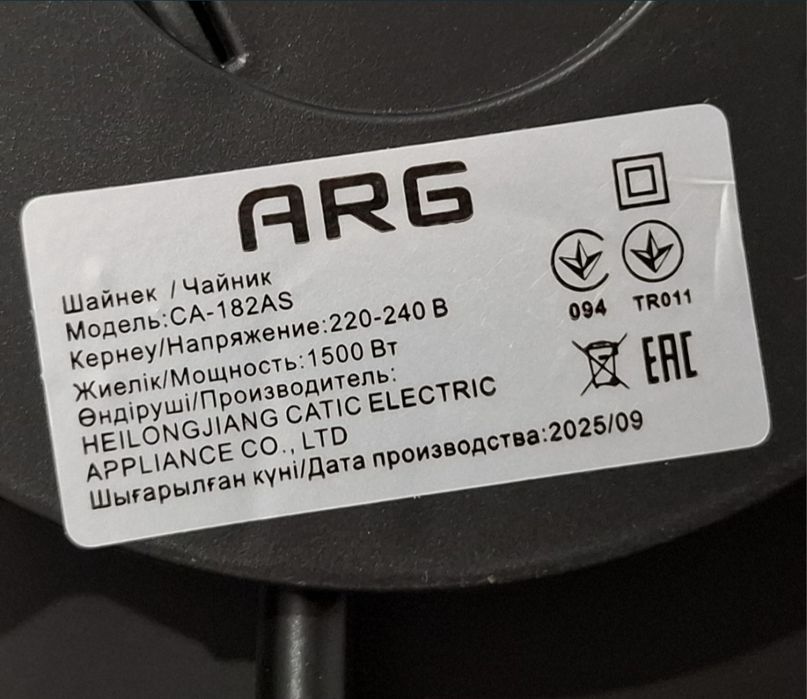 ARG
Шайнек / Чайник
Модель:CA-182AS
Кернеу/Напряжение:220-240 В
Жиелік/Мощность:1500 Вт
Өндіруші/Производитель:
HEILONGJIANG CATIC ELECTRIC
APPLIANCE CO., LTD
Шығарылған күні/Дата производства:2025/09
094
TR011
EAC